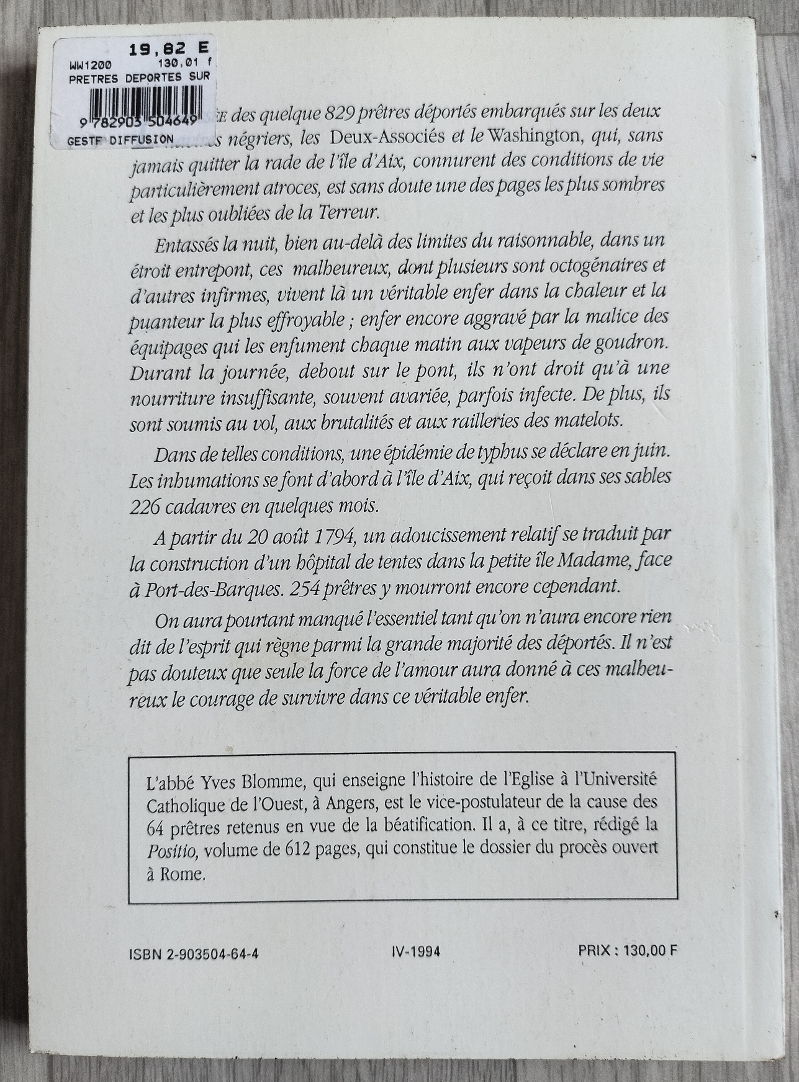 19,82 E
WW1200 130,01 f
PRETRES DEPORTES SUR
9 782903 504649
GESTE DIFFUSION
des quelque 829 prêtres déportés embarqués sur les deux
négriers, les Deux-Associés et le Washington, qui, sans
jamais quitter la rade de l'île d'Aix, connurent des conditions de vie
particulièrement atroces, est sans doute une des pages les plus sombres
et les plus oubliées de la Terreur.
Entassés la nuit, bien au-delà des limites du raisonnable, dans un
étroit entrepont, ces malheureux, dont plusieurs sont octogénaires et
d'autres infirmes, vivent là un véritable enfer dans la chaleur et la
puanteur la plus effroyable ; enfer encore aggravé par la malice des
équipages qui les enfument chaque matin aux vapeurs de goudron.
Durant la journée, debout sur le pont, ils n'ont droit qu'à une
nourriture insuffisante, souvent avariée, parfois infecte. De plus, ils
sont soumis au vol, aux brutalités et aux railleries des matelots.
Dans de telles conditions, une épidémie de typhus se déclare en juin.
Les inhumations se font d'abord à l'île d'Aix, qui reçoit dans ses sables
226 cadavres en quelques mois.
A partir du 20 août 1794, un adoucissement relatif se traduit par
la construction d'un hôpital de tentes dans la petite île Madame, face
à Port-des-Barques. 254 prêtres y mourront encore cependant.
On aura pourtant manqué l'essentiel tant qu'on n'aura encore rien
dit de l'esprit qui règne parmi la grande majorité des déportés. Il n'est
pas douteux que seule la force de l'amour aura donné à ces malheu-
reux le courage de survivre dans ce véritable enfer.
L'abbé Yves Blomme, qui enseigne l'histoire de l'Eglise à l'Université
Catholique de l'Ouest, à Angers, est le vice-postulateur de la cause des
64 prêtres retenus en vue de la béatification. Il a, à ce titre, rédigé la
Positio, volume de 612 pages, qui constitue le dossier du procès ouvert
à Rome.
ISBN 2-903504-64-4 IV-1994 PRIX : 130,00 F